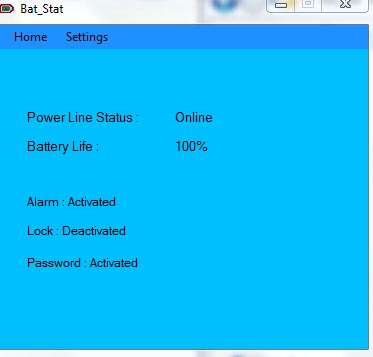 Bat_Stat
Home Settings
Power Line Status : Online
Battery Life : 100%
Alarm : Activated
Lock : Deactivated
Password : Activated